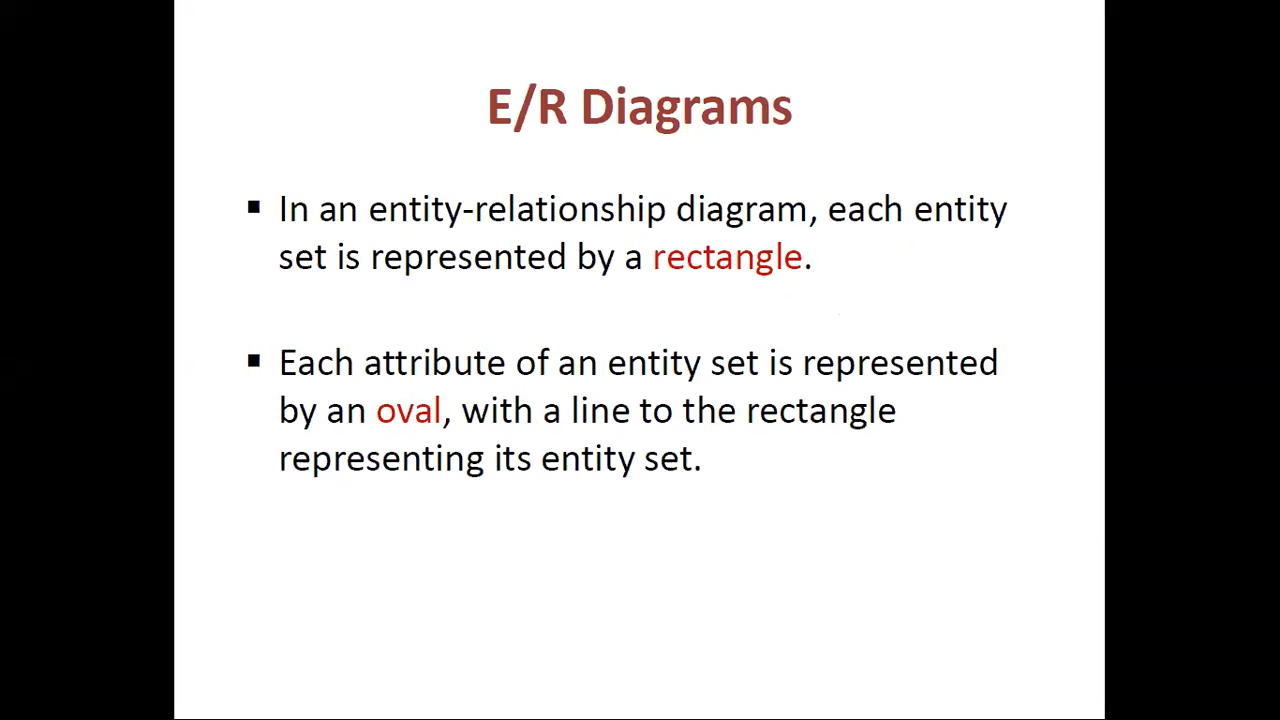 E/R Diagrams
▪ In an entity-relationship diagram, each entity
set is represented by a rectangle.
▪ Each attribute of an entity set is represented
by an oval, with a line to the rectangle
representing its entity set.